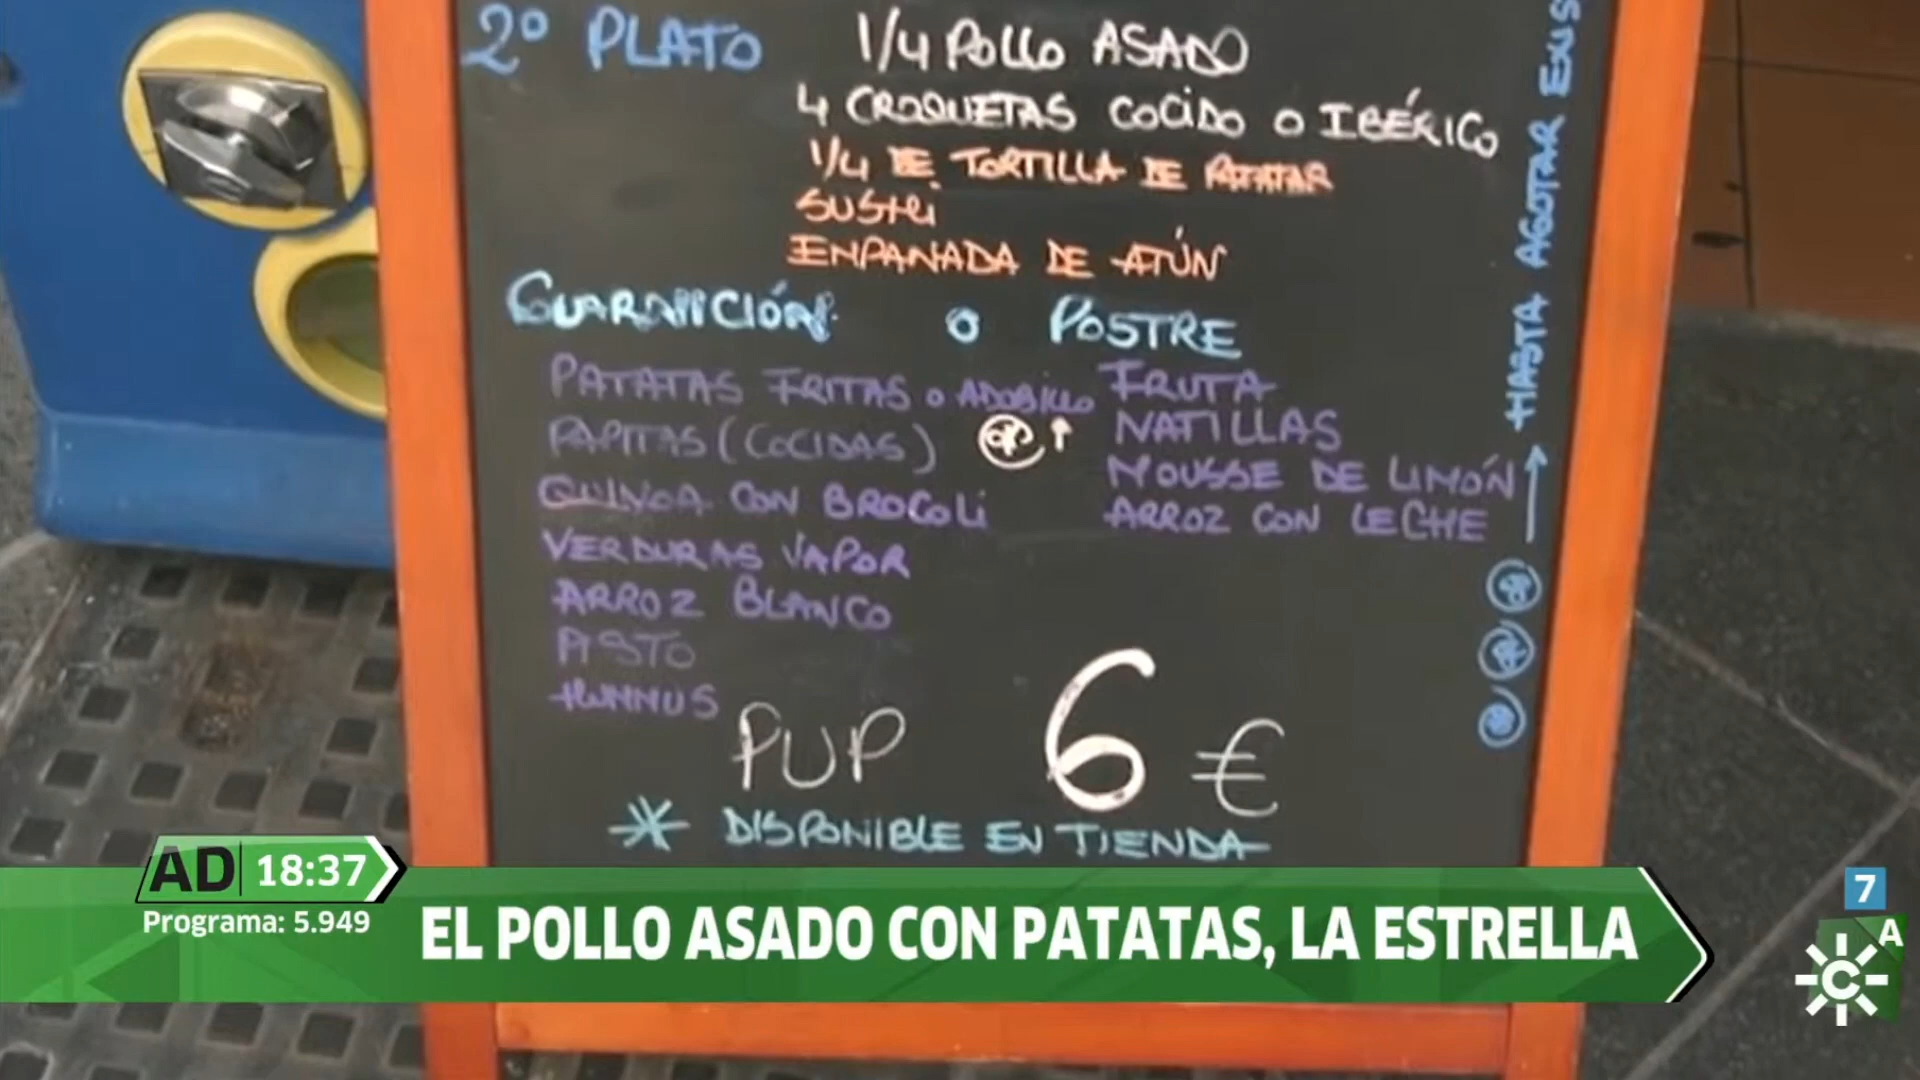 2º PLATO 1/4 POLLO ASADO
4 CROQUETAS COCIDO O IBÉRICO
1/4 DE TORTILLA DE PATATAR
SUSHI
ENPANADA DE ATÚN
GUARNICIÓN O POSTRE
PATATAS FRITAS O ADOBILLO
PAPITAS (COCIDAS)
QUINOA CON BROCOLI
VERDURAS VAPOR
ARROZ BLANCO
PISTO
HUNNUS
FRUTA
NATILLAS
MOUSSE DE LIMÓN
ARROZ CON LECHE
PUP 6 €
* DISPONIBLE EN TIENDA
→ HASTA AGOTAR EXIS
AD 18:37
Programa: 5.949
EL POLLO ASADO CON PATATAS, LA ESTRELLA
7
A
C